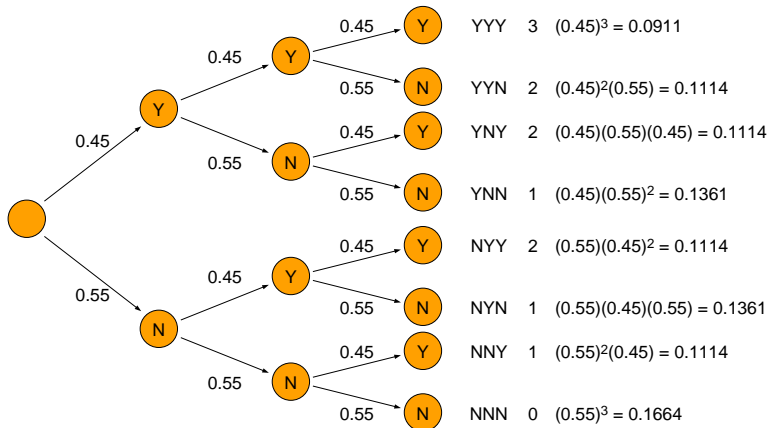 0.45 Y YYY 3 (0.45)³ = 0.0911
0.45 Y
0.55 N YYN 2 (0.45)²(0.55) = 0.1114
Y
0.45 Y YNY 2 (0.45)(0.55)(0.45) = 0.1114
0.45
0.55 N
0.55 N YNN 1 (0.45)(0.55)² = 0.1361
0.45 Y NYY 2 (0.55)(0.45)² = 0.1114
0.45 Y
0.55
0.55 N NYN 1 (0.55)(0.45)(0.55) = 0.1361
N
0.45 Y NNY 1 (0.55)²(0.45) = 0.1114
0.55 N
0.55 N NNN 0 (0.55)³ = 0.1664